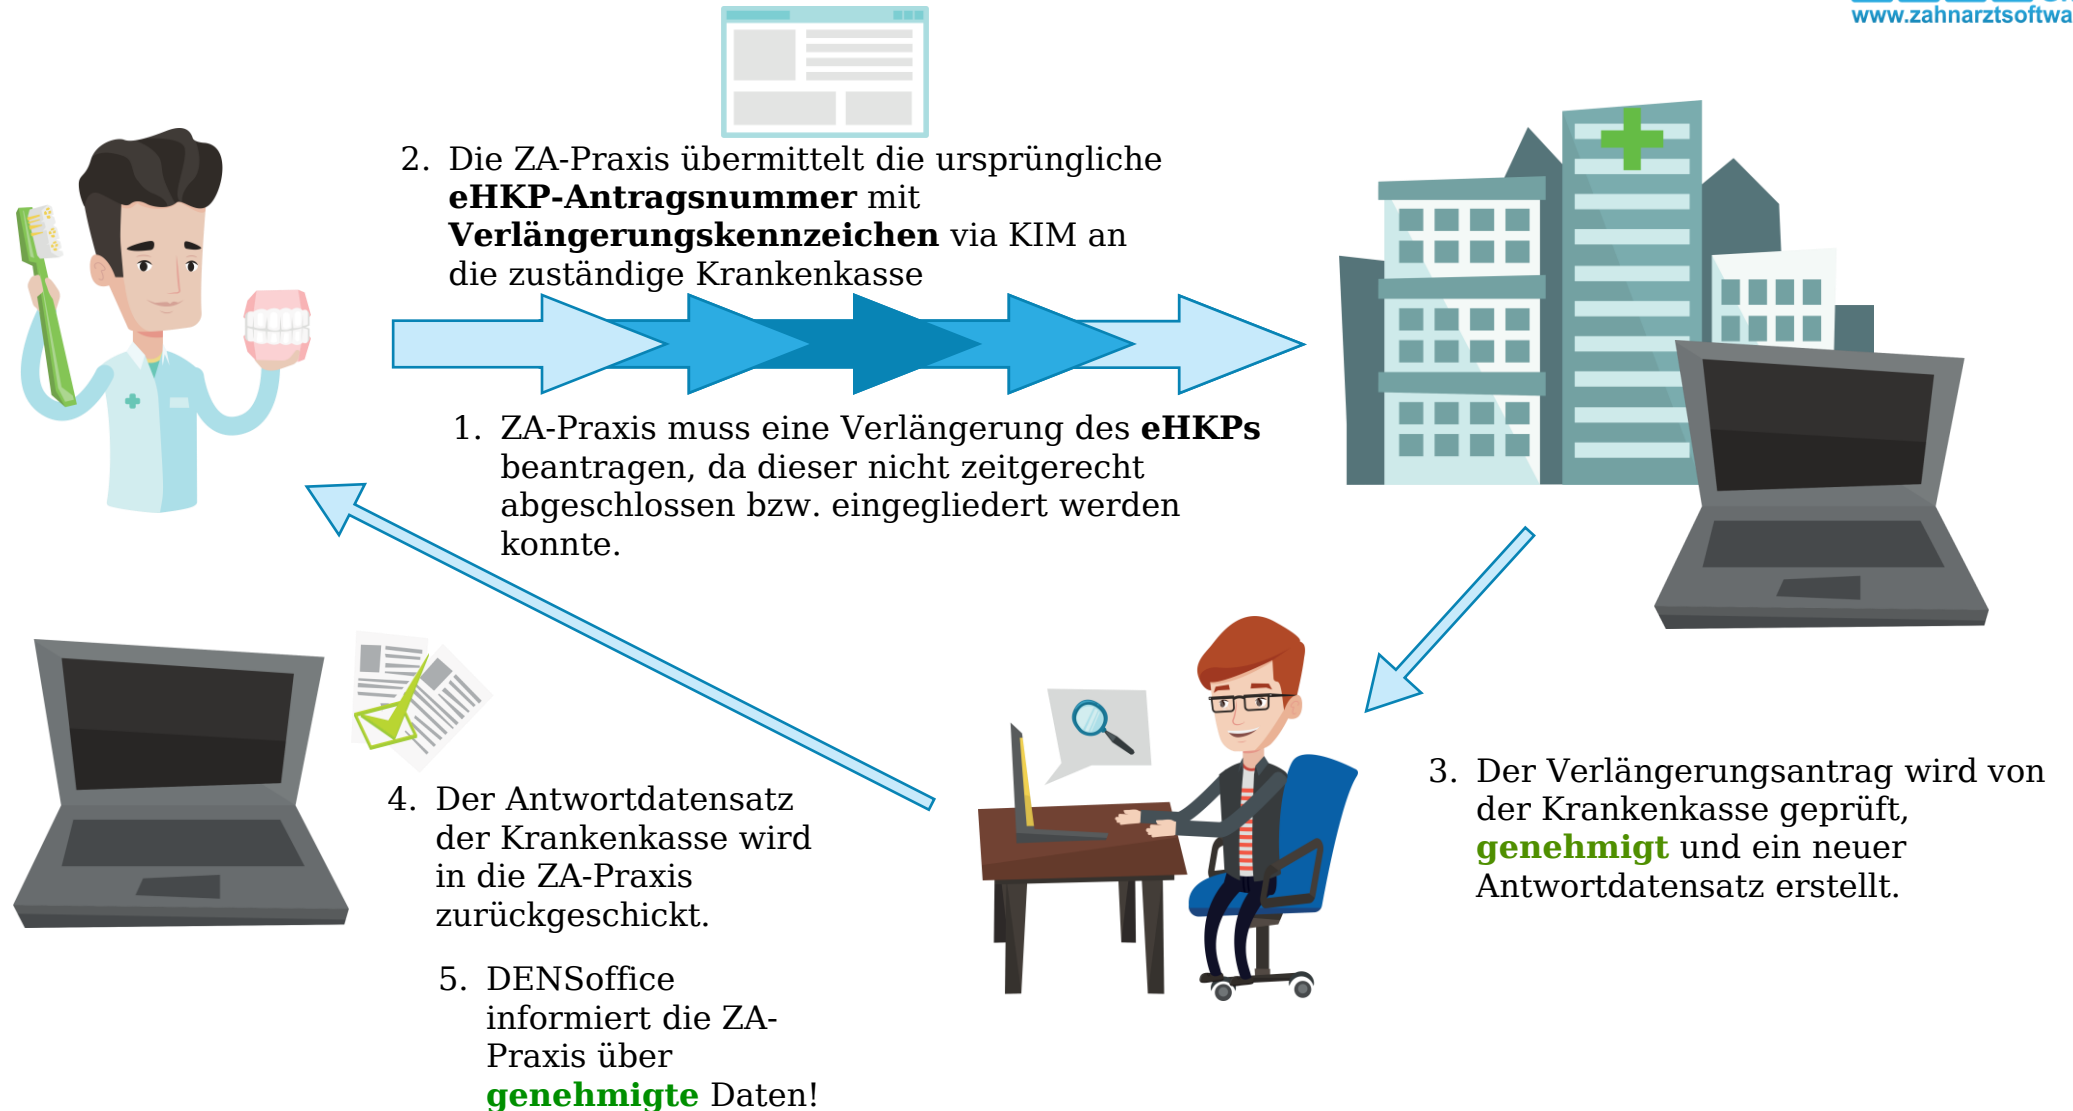 www.zahnarztsoftwa
2. Die ZA-Praxis übermittelt die ursprüngliche
eHKP-Antragsnummer mit
Verlängerungskennzeichen via KIM an
die zuständige Krankenkasse
1. ZA-Praxis muss eine Verlängerung des eHKPs
beantragen, da dieser nicht zeitgerecht
abgeschlossen bzw. eingegliedert werden
konnte.
3. Der Verlängerungsantrag wird von
der Krankenkasse geprüft,
genehmigt und ein neuer
Antwortdatensatz erstellt.
4. Der Antwortdatensatz
der Krankenkasse wird
in die ZA-Praxis
zurückgeschickt.
5. DENSoffice
informiert die ZA-
Praxis über
genehmigte Daten!